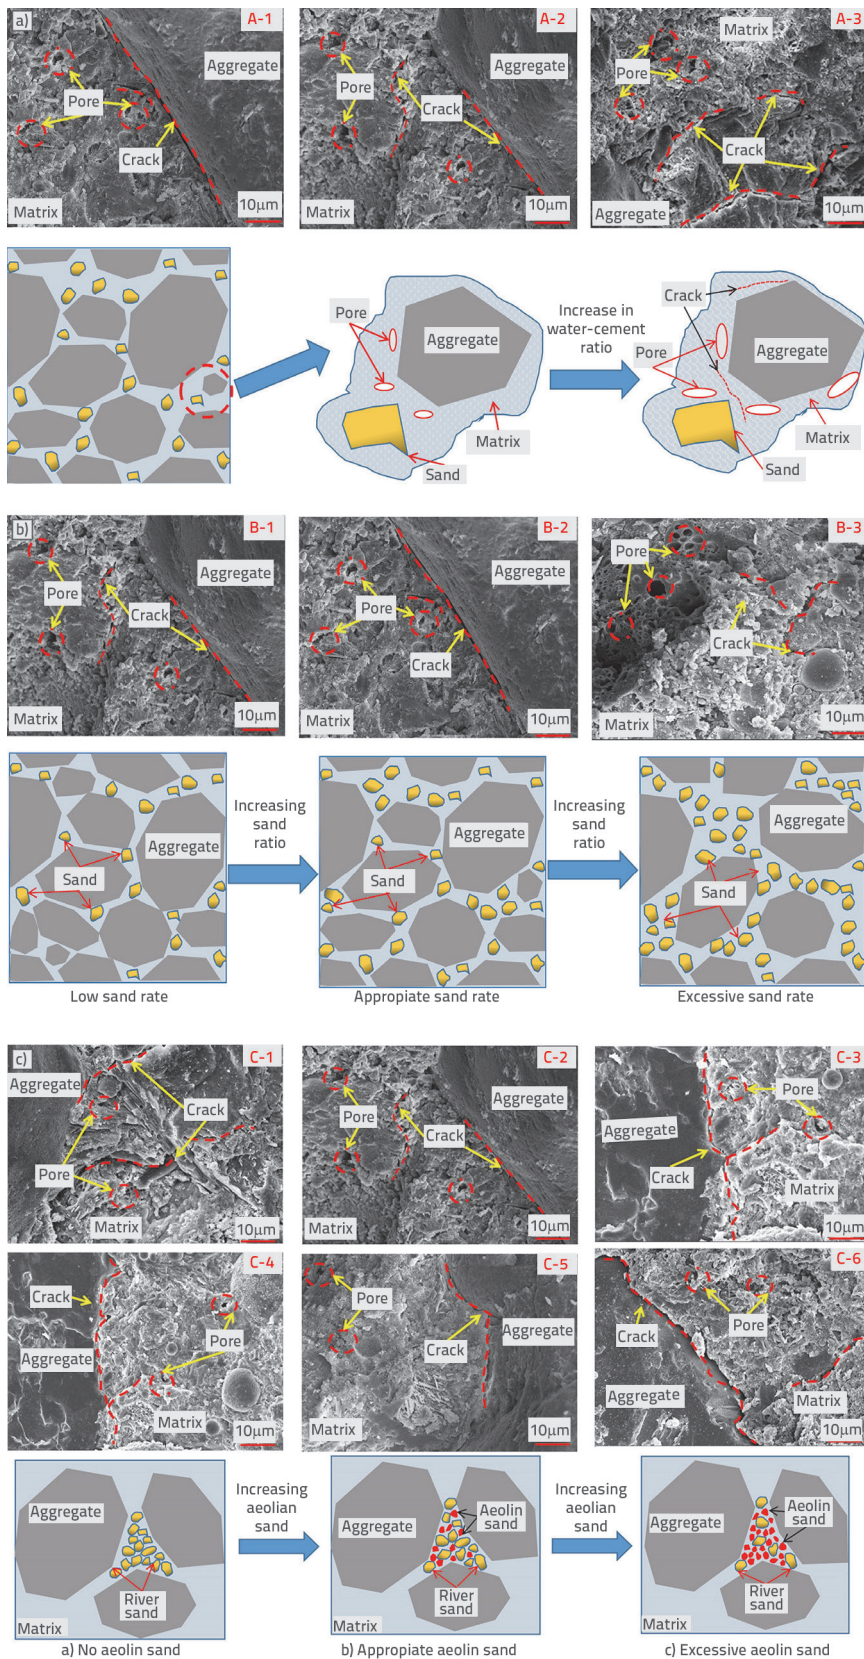 a)
A-1
Aggregate
Pore
Crack
Matrix
10μm
A-2
Aggregate
Pore
Crack
Matrix
10μm
A-3
Matrix
Pore
Crack
Aggregate
10μm
Pore
Aggregate
Matrix
Sand
Increase in
water-cement
ratio
Crack
Pore
Aggregate
Matrix
Sand
b)
B-1
Aggregate
Pore
Crack
Matrix
10μm
B-2
Aggregate
Pore
Crack
Matrix
10μm
B-3
Pore
Crack
Matrix
10μm
Aggregate
Sand
Low sand rate
Increasing
sand
ratio
Aggregate
Sand
Appropiate sand rate
Increasing
sand
ratio
Aggregate
Sand
Excessive sand rate
c)
C-1
Aggregate
Crack
Pore
Matrix
10μm
C-2
Aggregate
Pore
Crack
Matrix
10μm
C-3
Pore
Aggregate
Crack
Matrix
10μm
C-4
Crack
Pore
Aggregate
Matrix
10μm
C-5
Pore
Crack
Aggregate
Matrix
10μm
C-6
Pore
Crack
Aggregate
Matrix
10μm
Aggregate
River
sand
Matrix
a) No aeolin sand
Increasing
aeolian
sand
Aeolin
sand
Aggregate
River
sand
Matrix
b) Appropiate aeolin sand
Increasing
aeolian
sand
Aeolin
sand
Aggregate
River
sand
Matrix
c) Excessive aeolin sand